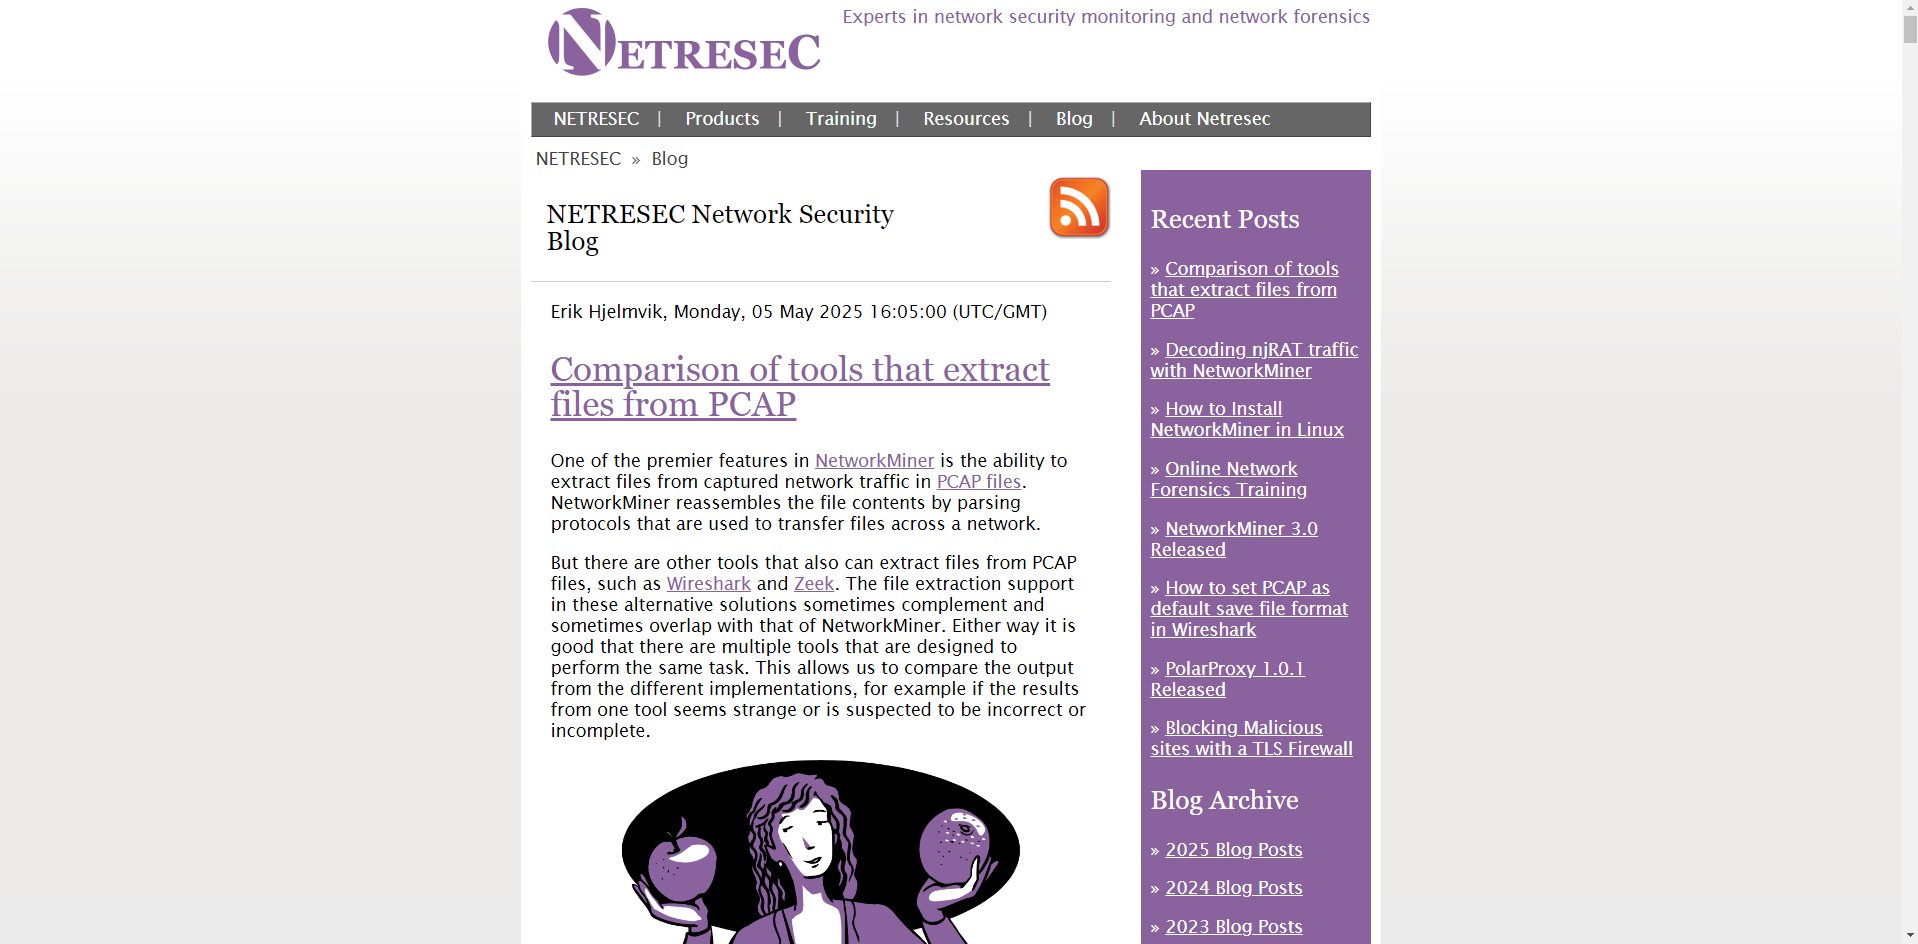 NETRESEC
Experts in network security monitoring and network forensics
NETRESEC | Products | Training | Resources | Blog | About Netresec
NETRESEC » Blog
NETRESEC Network Security
Blog
Erik Hjelmvik, Monday, 05 May 2025 16:05:00 (UTC/GMT)
Comparison of tools that extract
files from PCAP
One of the premier features in NetworkMiner is the ability to
extract files from captured network traffic in PCAP files.
NetworkMiner reassembles the file contents by parsing
protocols that are used to transfer files across a network.
But there are other tools that also can extract files from PCAP
files, such as Wireshark and Zeek. The file extraction support
in these alternative solutions sometimes complement and
sometimes overlap with that of NetworkMiner. Either way it is
good that there are multiple tools that are designed to
perform the same task. This allows us to compare the output
from the different implementations, for example if the results
from one tool seems strange or is suspected to be incorrect or
incomplete.
Recent Posts
» Comparison of tools
that extract files from
PCAP
» Decoding njRAT traffic
with NetworkMiner
» How to Install
NetworkMiner in Linux
» Online Network
Forensics Training
» NetworkMiner 3.0
Released
» How to set PCAP as
default save file format
in Wireshark
» PolarProxy 1.0.1
Released
» Blocking Malicious
sites with a TLS Firewall
Blog Archive
» 2025 Blog Posts
» 2024 Blog Posts
» 2023 Blog Posts